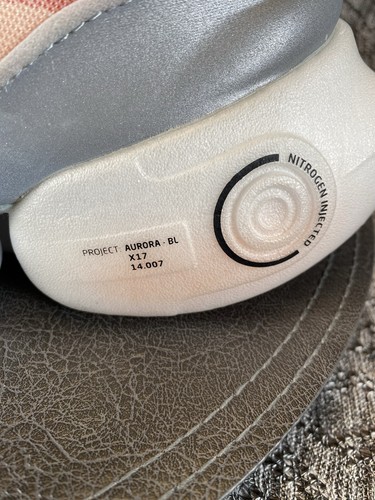 PROJECT: AURORA · BL
X17
14.007
NITROGEN INJECTED